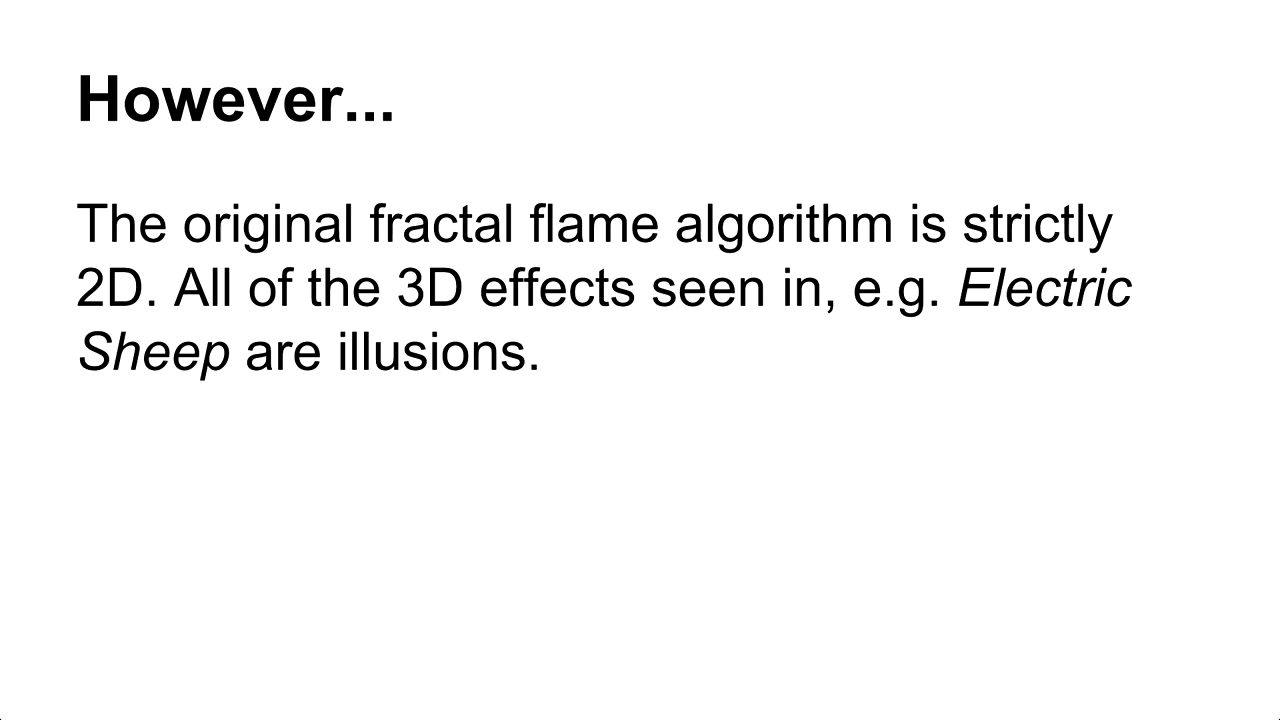 However...
The original fractal flame algorithm is strictly
2D. All of the 3D effects seen in, e.g. Electric
Sheep are illusions.